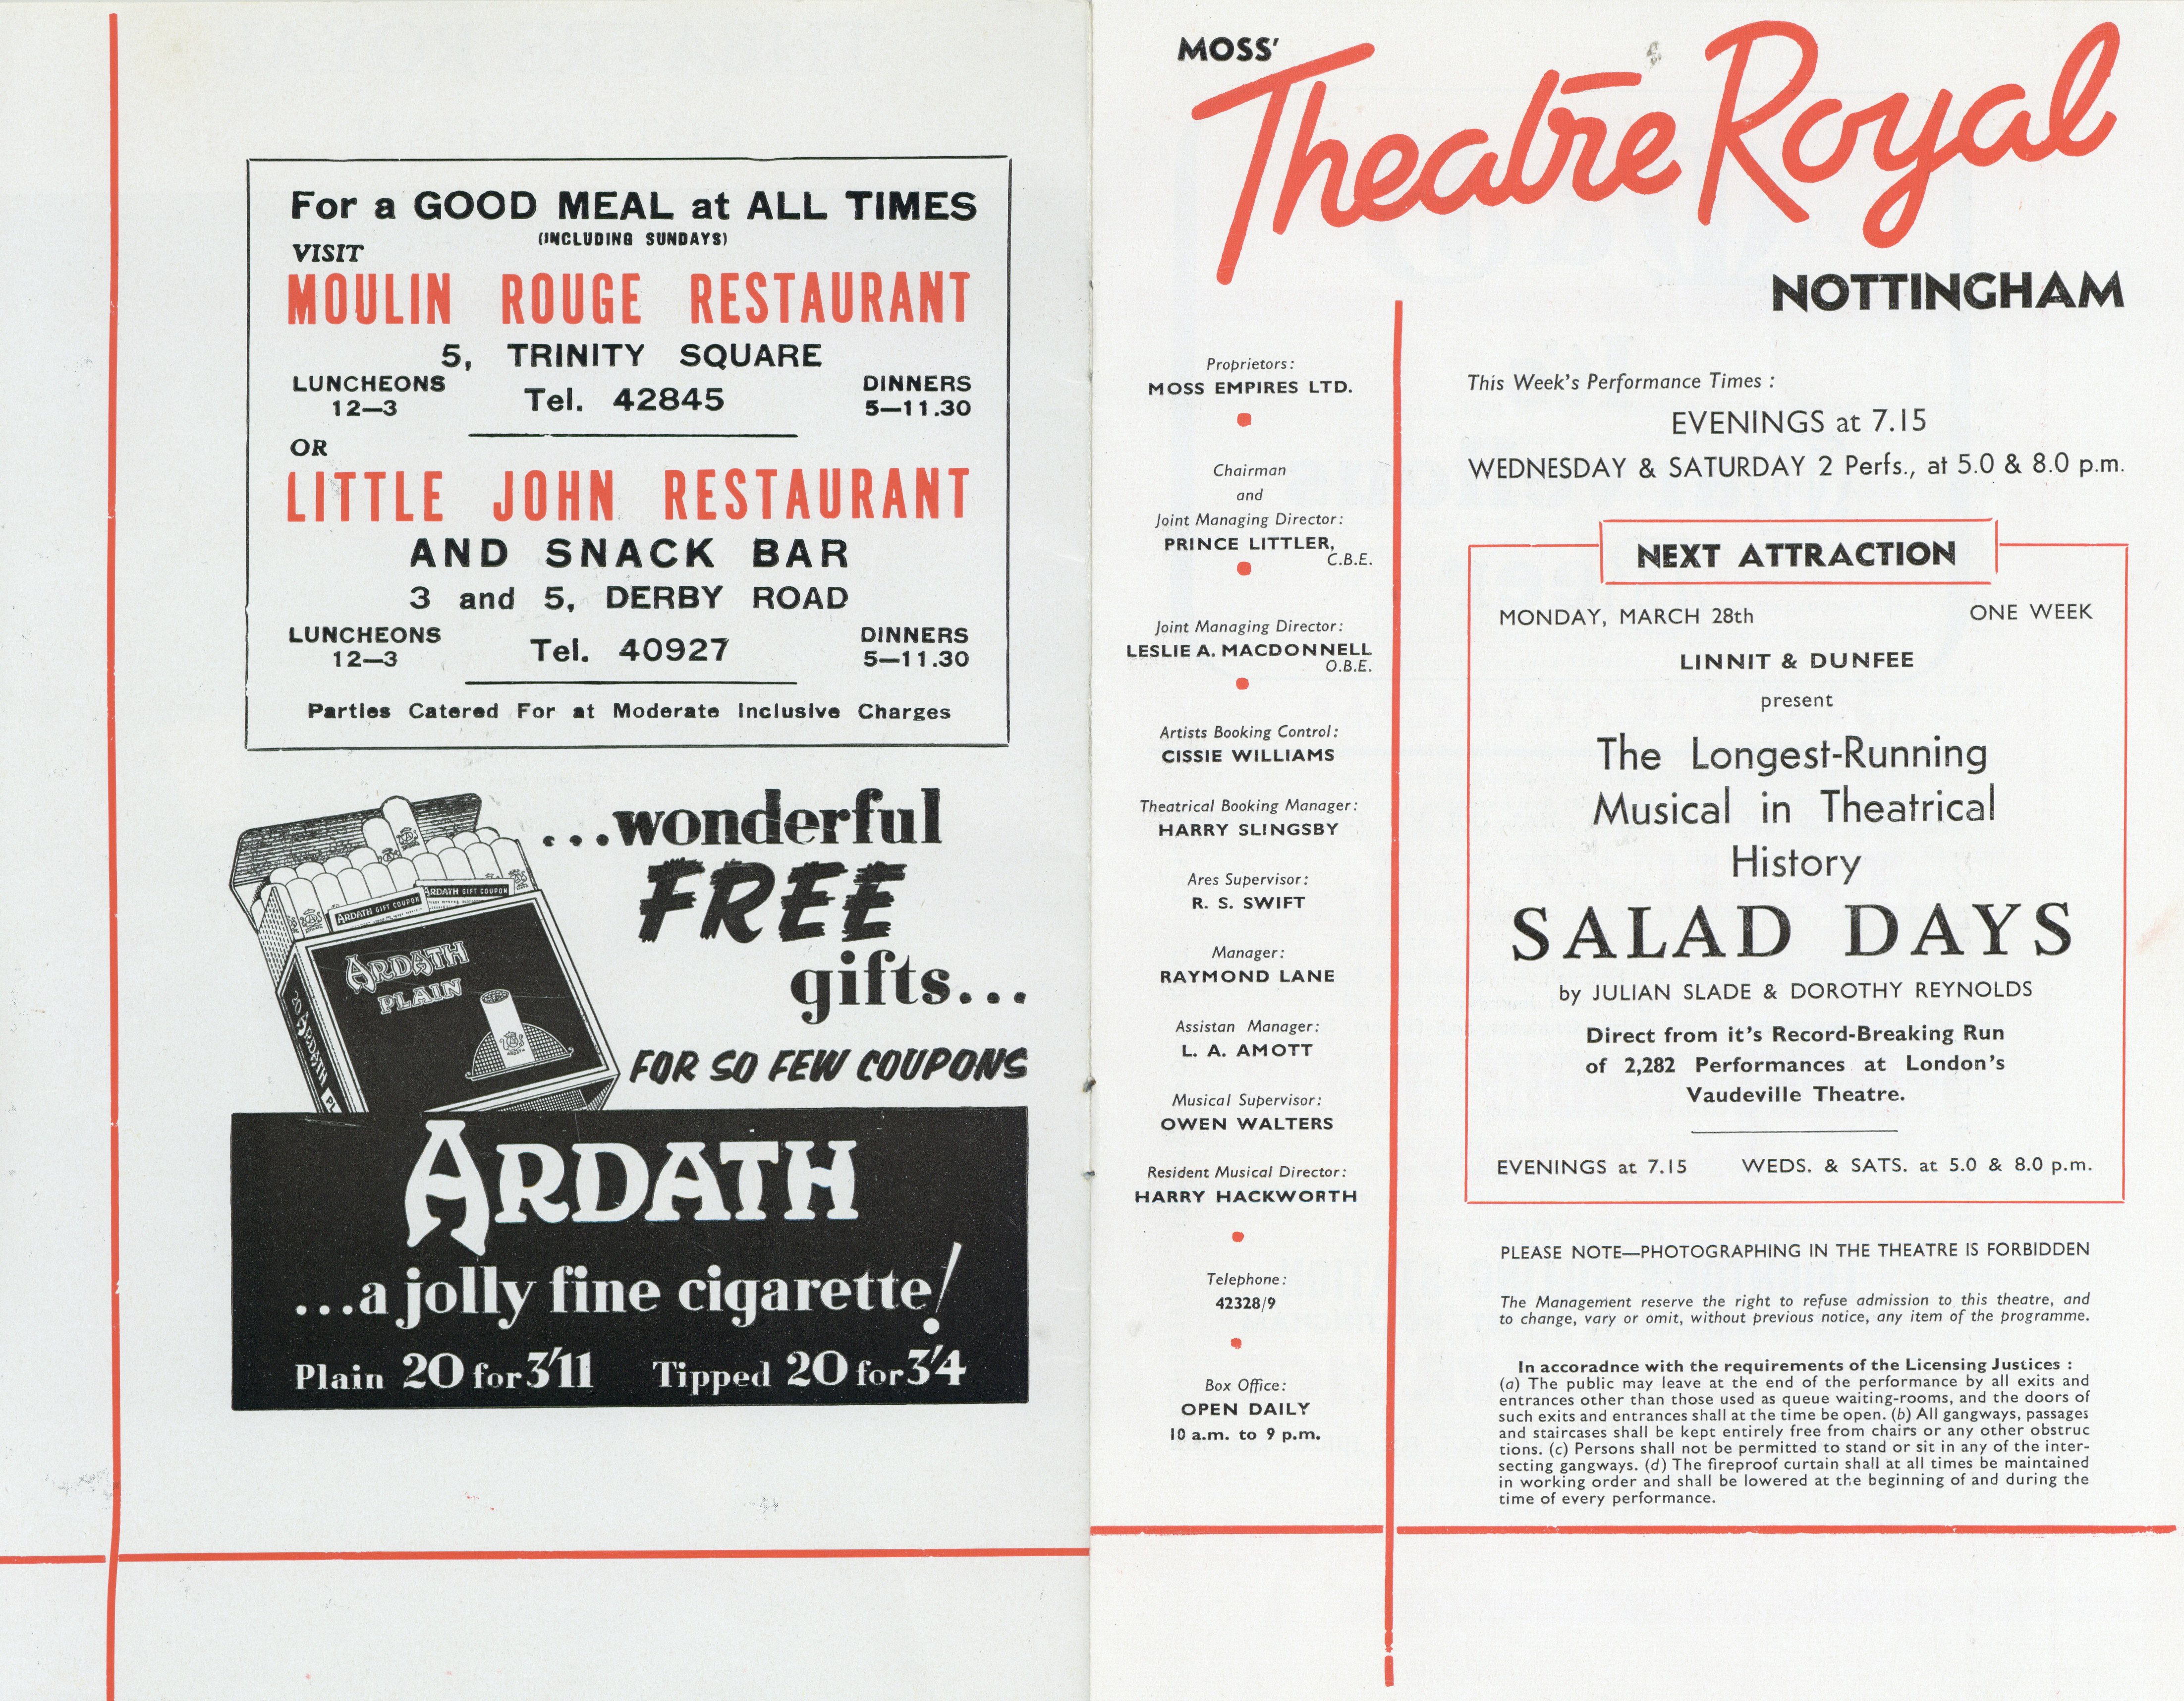 For a GOOD MEAL at ALL TIMES
(INCLUDING SUNDAYS)
VISIT
MOULIN ROUGE RESTAURANT
5, TRINITY SQUARE
LUNCHEONS
12—3
Tel. 42845
DINNERS
5—11.30
OR
LITTLE JOHN RESTAURANT
AND SNACK BAR
3 and 5, DERBY ROAD
LUNCHEONS
12—3
Tel. 40927
DINNERS
5—11.30
Parties Catered For at Moderate Inclusive Charges
...wonderful
FREE
gifts...
FOR SO FEW COUPONS
ARDATH GIFT COUPON
ARDATH GIFT COUPON
ARDATH
PLAIN
20 ARDATH PL
ARDATH
...a jolly fine cigarette!
Plain 20 for 3'11 Tipped 20 for 3'4
MOSS'
Theatre Royal
NOTTINGHAM
Proprietors:
MOSS EMPIRES LTD.
Chairman
and
Joint Managing Director:
PRINCE LITTLER,
C.B.E.
Joint Managing Director:
LESLIE A. MACDONNELL
O.B.E.
Artists Booking Control:
CISSIE WILLIAMS
Theatrical Booking Manager:
HARRY SLINGSBY
Ares Supervisor:
R. S. SWIFT
Manager:
RAYMOND LANE
Assistan Manager:
L. A. AMOTT
Musical Supervisor:
OWEN WALTERS
Resident Musical Director:
HARRY HACKWORTH
Telephone:
42328/9
Box Office:
OPEN DAILY
10 a.m. to 9 p.m.
This Week's Performance Times :
EVENINGS at 7.15
WEDNESDAY & SATURDAY 2 Perfs., at 5.0 & 8.0 p.m.
NEXT ATTRACTION
MONDAY, MARCH 28th ONE WEEK
LINNIT & DUNFEE
present
The Longest-Running
Musical in Theatrical
History
SALAD DAYS
by JULIAN SLADE & DOROTHY REYNOLDS
Direct from it's Record-Breaking Run
of 2,282 Performances at London's
Vaudeville Theatre.
EVENINGS at 7.15 WEDS. & SATS. at 5.0 & 8.0 p.m.
PLEASE NOTE—PHOTOGRAPHING IN THE THEATRE IS FORBIDDEN
The Management reserve the right to refuse admission to this theatre, and
to change, vary or omit, without previous notice, any item of the programme.
In accoradnce with the requirements of the Licensing Justices :
(a) The public may leave at the end of the performance by all exits and
entrances other than those used as queue waiting-rooms, and the doors of
such exits and entrances shall at the time be open. (b) All gangways, passages
and staircases shall be kept entirely free from chairs or any other obstruc
tions. (c) Persons shall not be permitted to stand or sit in any of the inter-
secting gangways. (d) The fireproof curtain shall at all times be maintained
in working order and shall be lowered at the beginning of and during the
time of every performance.